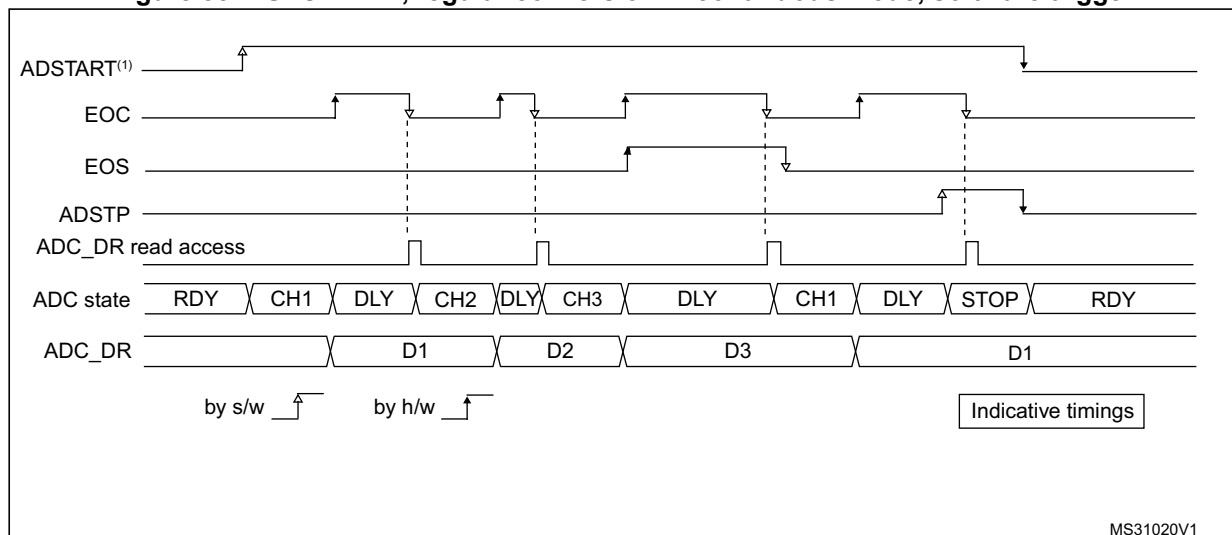 ADSTART(1)
EOC
EOS
ADSTP
ADC_DR read access
ADC state RDY CH1 DLY CH2 DLY CH3 DLY CH1 DLY STOP RDY
ADC_DR D1 D2 D3 D1
by s/w by h/w Indicative timings
MS31020V1